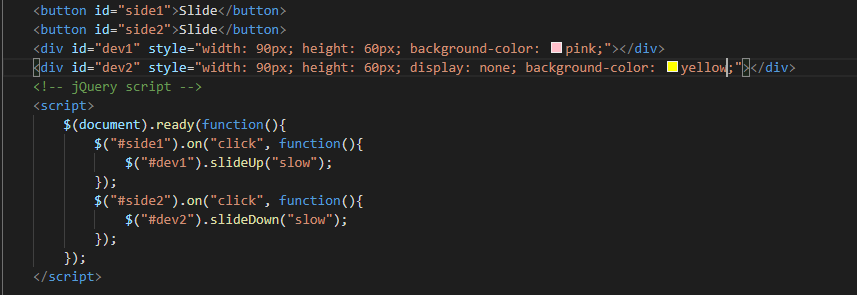 <button id="side1">Slide</button>
<button id="side2">Slide</button>
<div id="dev1" style="width: 90px; height: 60px; background-color: pink;"></div>
<div id="dev2" style="width: 90px; height: 60px; display: none; background-color: yellow;"></div>
<!-- jQuery script -->
<script>
    $(document).ready(function(){
        $("#side1").on("click", function(){
            $("#dev1").slideUp("slow");
        });
        $("#side2").on("click", function(){
            $("#dev2").slideDown("slow");
        });
    });
</script>